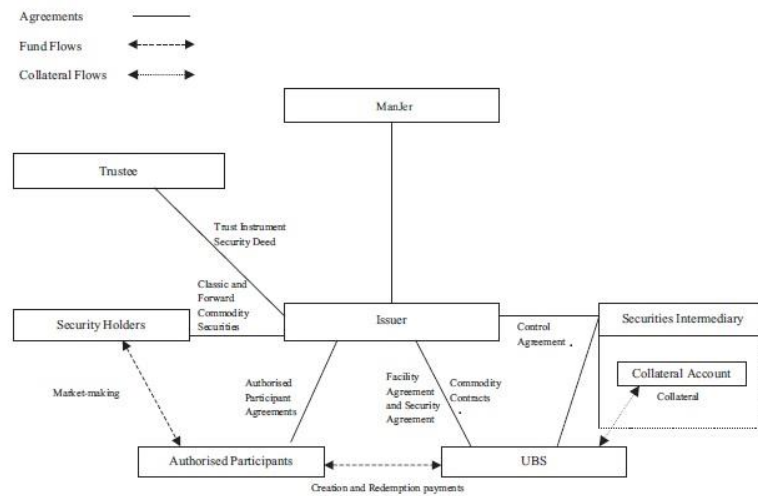 Agreements
Fund Flows
Collateral Flows
ManJer
Trustee
Trust Instrument
Security Deed
Classic and
Forward
Commodity
Securities
Security Holders
Issuer
Securities Intermediary
Control
Agreement
Collateral Account
Collateral
Market-making
Authorised
Participant
Agreements
Facility
Agreement
and Security
Agreement
Commodity
Contracts
Authorised Participants
UBS
Creation and Redemption payments